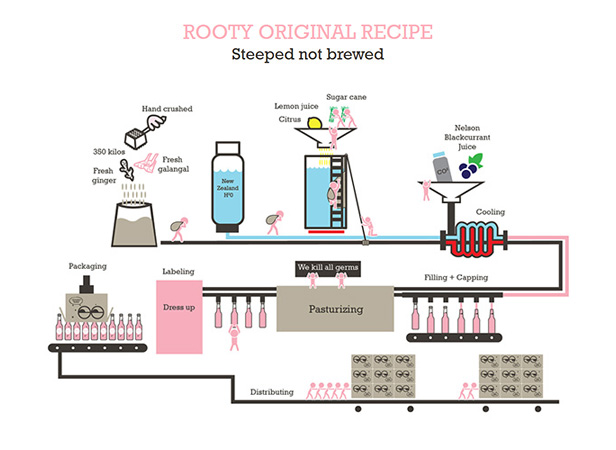 ROOTY ORIGINAL RECIPE
Steeped not brewed
Hand crushed
350 kilos
Fresh
ginger
Fresh
galangal
New
Zealand
H²0
Lemon juice
Citrus
Sugar cane
Nelson
Blackcurrant
Juice
CO²
Cooling
Packaging
Labeling
Dress up
We kill all germs
Pasturizing
Filling + Capping
Distributing